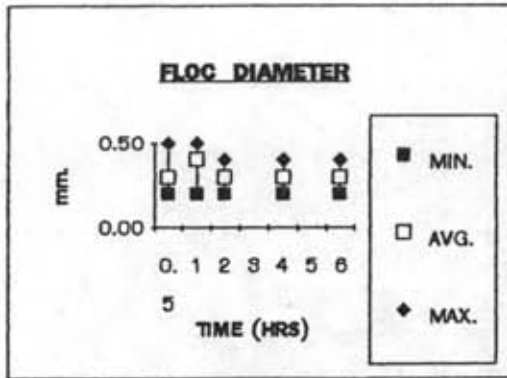 FLOC DIAMETER
0.50
mm.
0.00
0.5 1 2 3 4 5 6
TIME (HRS)
MIN.
AVG.
MAX.